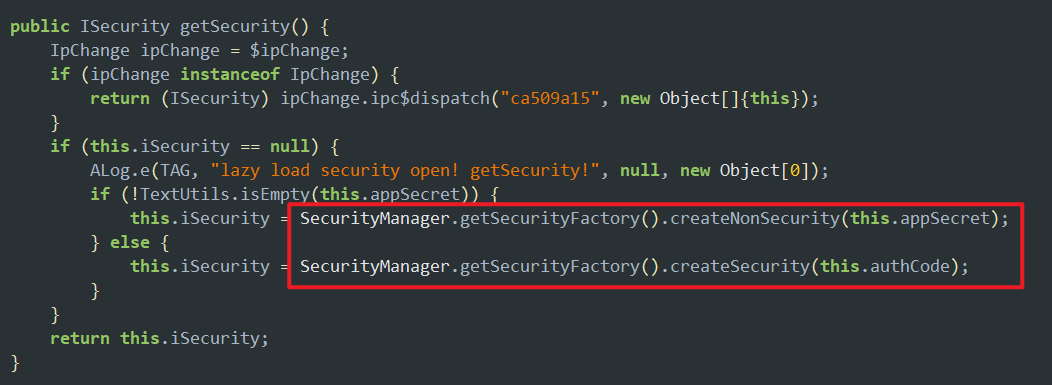 public ISecurity getSecurity() {
    IpChange ipChange = $ipChange;
    if (ipChange instanceof IpChange) {
        return (ISecurity) ipChange.ipc$dispatch("ca509a15", new Object[]{this});
    }
    if (this.iSecurity == null) {
        ALog.e(TAG, "lazy load security open! getSecurity!", null, new Object[0]);
        if (!TextUtils.isEmpty(this.appSecret)) {
            this.iSecurity = SecurityManager.getSecurityFactory().createNonSecurity(this.appSecret);
        } else {
            this.iSecurity = SecurityManager.getSecurityFactory().createSecurity(this.authCode);
        }
    }
    return this.iSecurity;
}